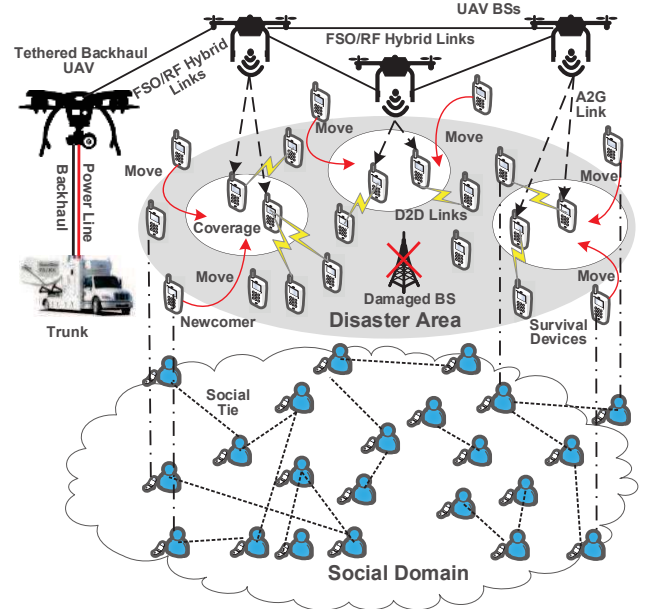 UAV BSs
Tethered Backhaul
UAV
FSO/RF Hybrid
Links
FSO/RF Hybrid Links
A2G
Link
Move
Move
Move
Move
Backhaul
Power Line
Coverage
D2D Links
Move
Move
Damaged BS
Trunk
Newcomer
Disaster Area
Survival
Devices
Social
Tie
Social Domain